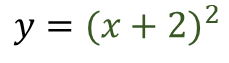 y = (x + 2)²